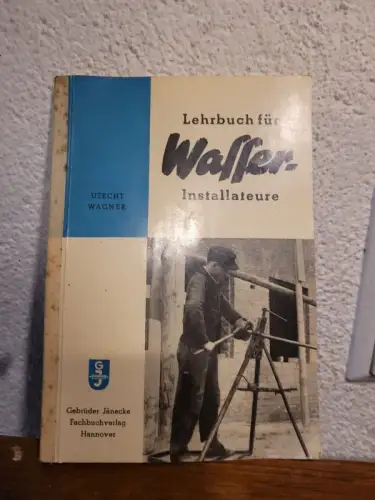 Lehrbuch für
Wasser-
Installateure
UTECHT
WAGNER
G
J
Gebrüder Jänecke
Fachbuchverlag
Hannover